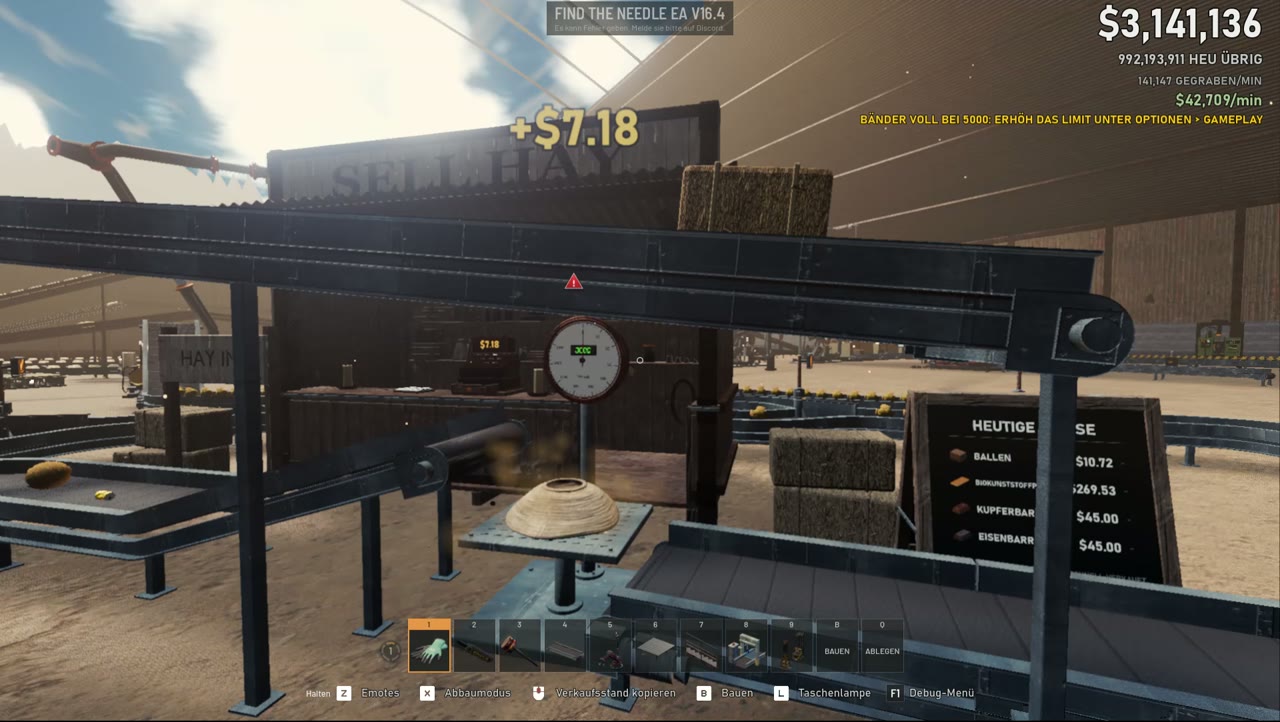 FIND THE NEEDLE EA V16.4
Es kann Fehler geben. Melde sie bitte auf Discord.
$3,141,136
992,193,911 HEU ÜBRIG
141,147 GEGRABEN/MIN
$42,709/min
BÄNDER VOLL BEI 5000: ERHÖH DAS LIMIT UNTER OPTIONEN > GAMEPLAY
+$7.18
SELL HAY
$7.18
HAY IN
HEUTIGE
SE
BALLEN $10.72
$269.53
KUPFERBAR $45.00
EISENBARR $45.00
1 2 3 4 5 6 7 8 9 B 0
1
BAUEN
ABLEGEN
Halten Z Emotes X Abbaumodus Verkaufsstand kopieren B Bauen L Taschenlampe F1 Debug-Menü